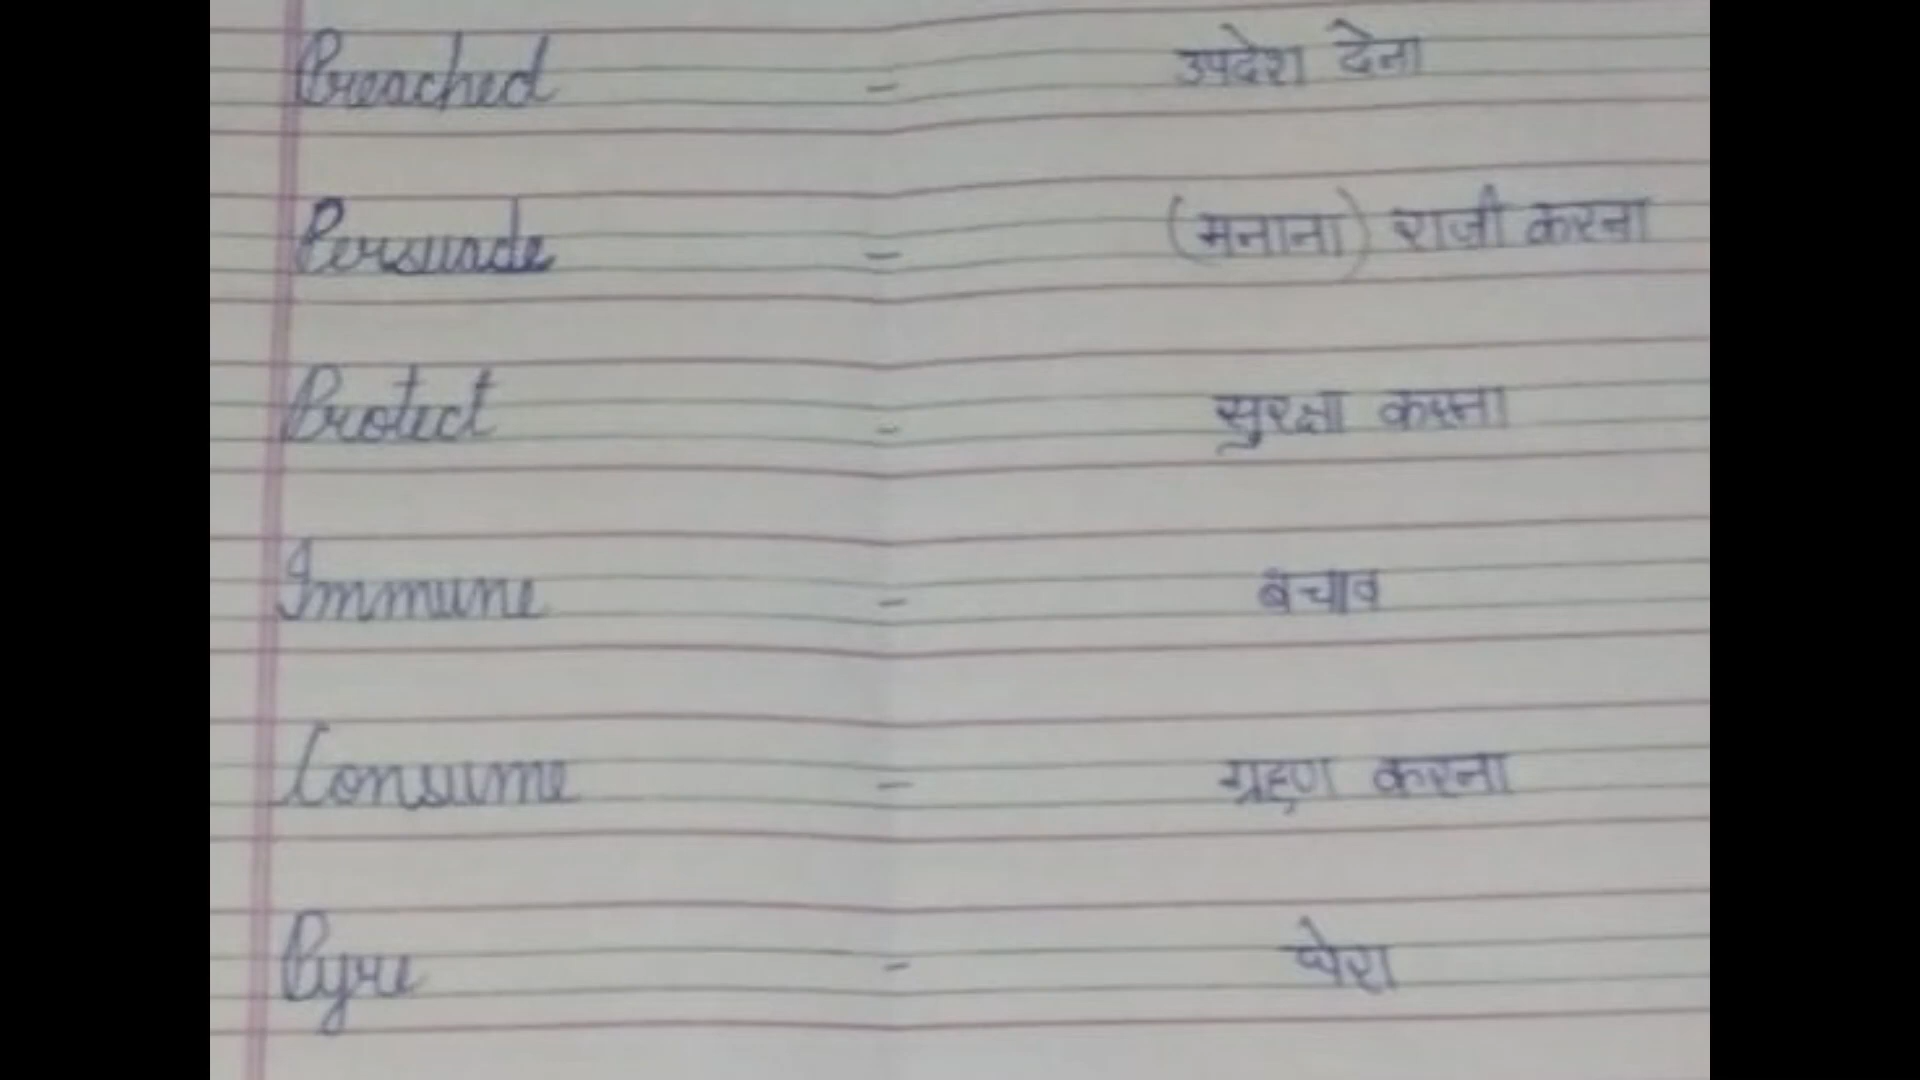 Preached - उपदेश देना
Persuade - (मनाना) राजी करना
Protect - सुरक्षा करना
Immune - बचाव
Consume - ग्रहण करना
Pyre - घेरा